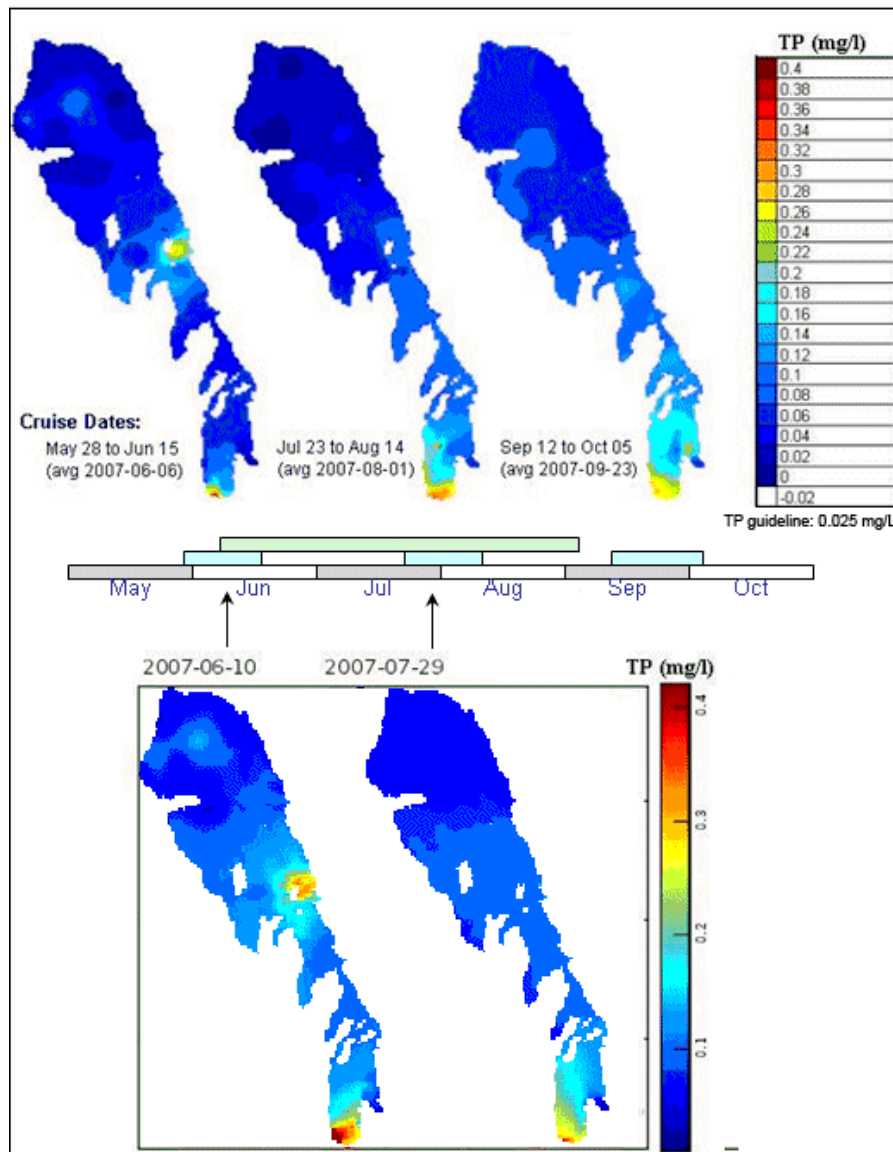 TP (mg/l)
0.4
0.38
0.36
0.34
0.32
0.3
0.28
0.26
0.24
0.22
0.2
0.18
0.16
0.14
0.12
0.1
0.08
0.06
0.04
0.02
0
-0.02
TP guideline: 0.025 mg/L
Cruise Dates:
May 28 to Jun 15
(avg 2007-06-06)
Jul 23 to Aug 14
(avg 2007-08-01)
Sep 12 to Oct 05
(avg 2007-09-23)
May Jun Jul Aug Sep Oct
2007-06-10 2007-07-29 TP (mg/l)
0.4
0.3
0.2
0.1